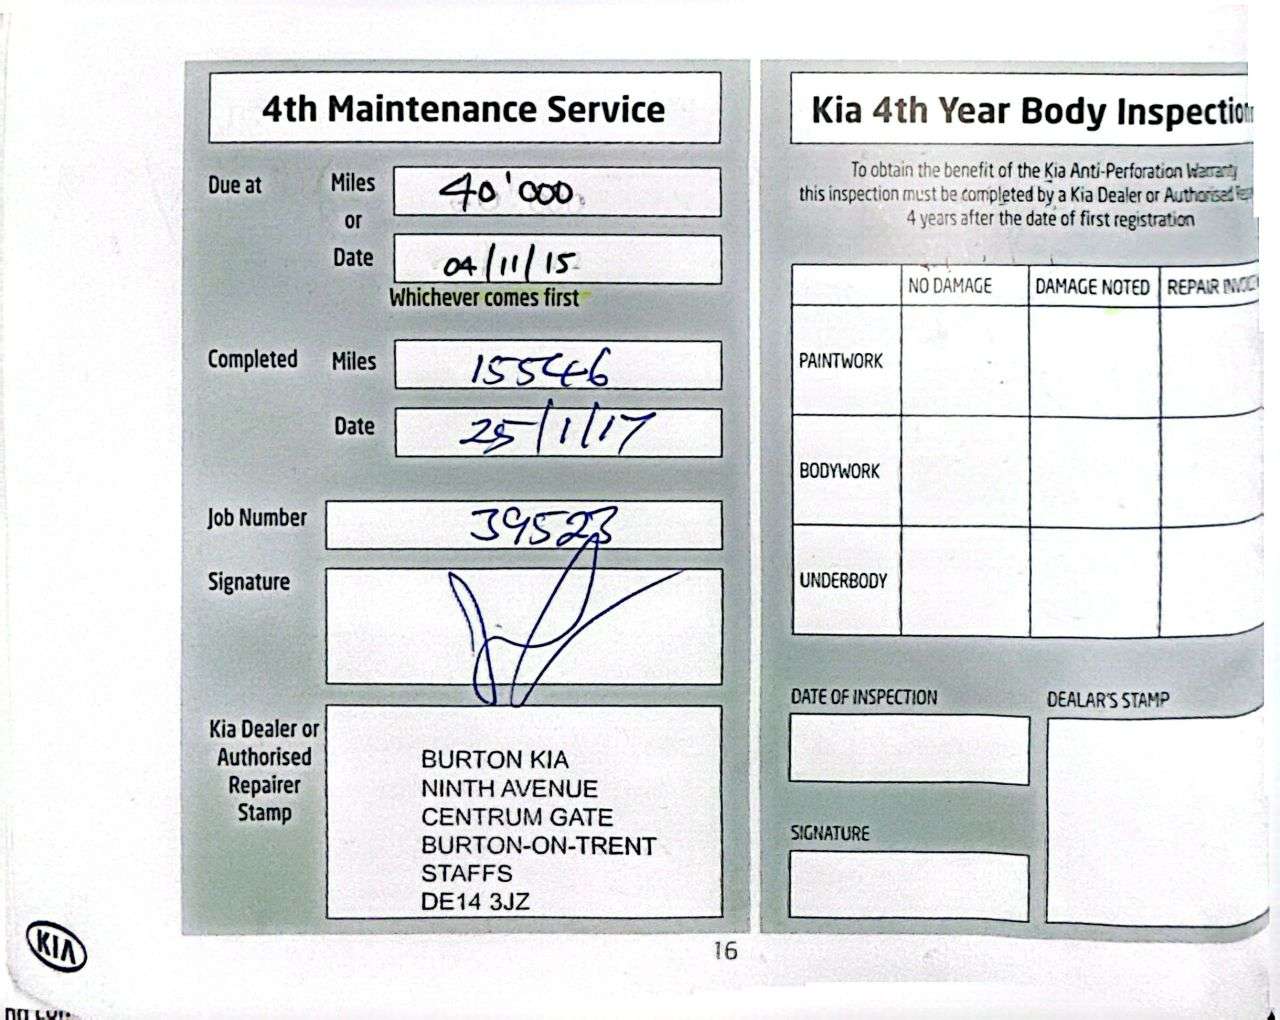 4th Maintenance Service
Due at
Miles
40'000
or
Date
04/11/15
Whichever comes first
Completed
Miles
155546
Date
25/1/17
Job Number
39523
Signature
Kia Dealer or
Authorised
Repairer
Stamp
BURTON KIA
NINTH AVENUE
CENTRUM GATE
BURTON-ON-TRENT
STAFFS
DE14 3JZ
Kia 4th Year Body Inspection
To obtain the benefit of the Kia Anti-Perforation Warranty
this inspection must be completed by a Kia Dealer or Authorised
4 years after the date of first registration
NO DAMAGE
DAMAGE NOTED
REPAIR
PAINTWORK
BODYWORK
UNDERBODY
DATE OF INSPECTION
DEALAR'S STAMP
SIGNATURE
16
KIA